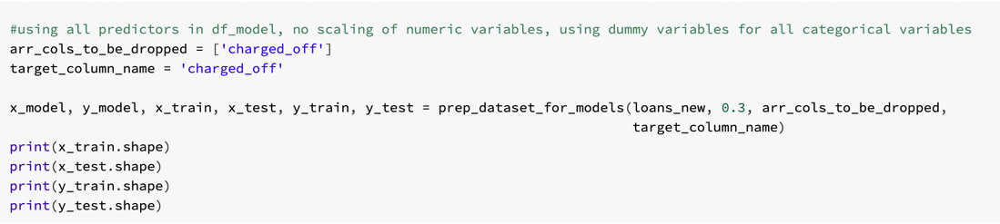 #using all predictors in df_model, no scaling of numeric variables, using dummy variables for all categorical variables
arr_cols_to_be_dropped = ['charged_off']
target_column_name = 'charged_off'
x_model, y_model, x_train, x_test, y_train, y_test = prep_dataset_for_models(loans_new, 0.3, arr_cols_to_be_dropped,
target_column_name)
print(x_train.shape)
print(x_test.shape)
print(y_train.shape)
print(y_test.shape)